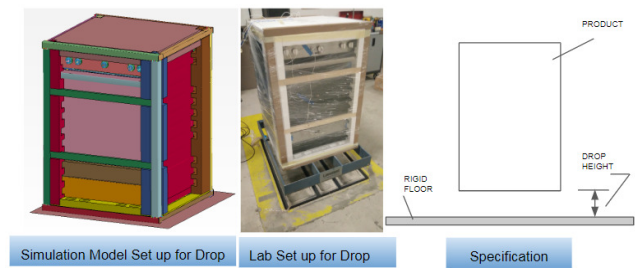 PRODUCT
DROP
HEIGHT
RIGID
FLOOR
Simulation Model Set up for Drop
Lab Set up for Drop
Specification